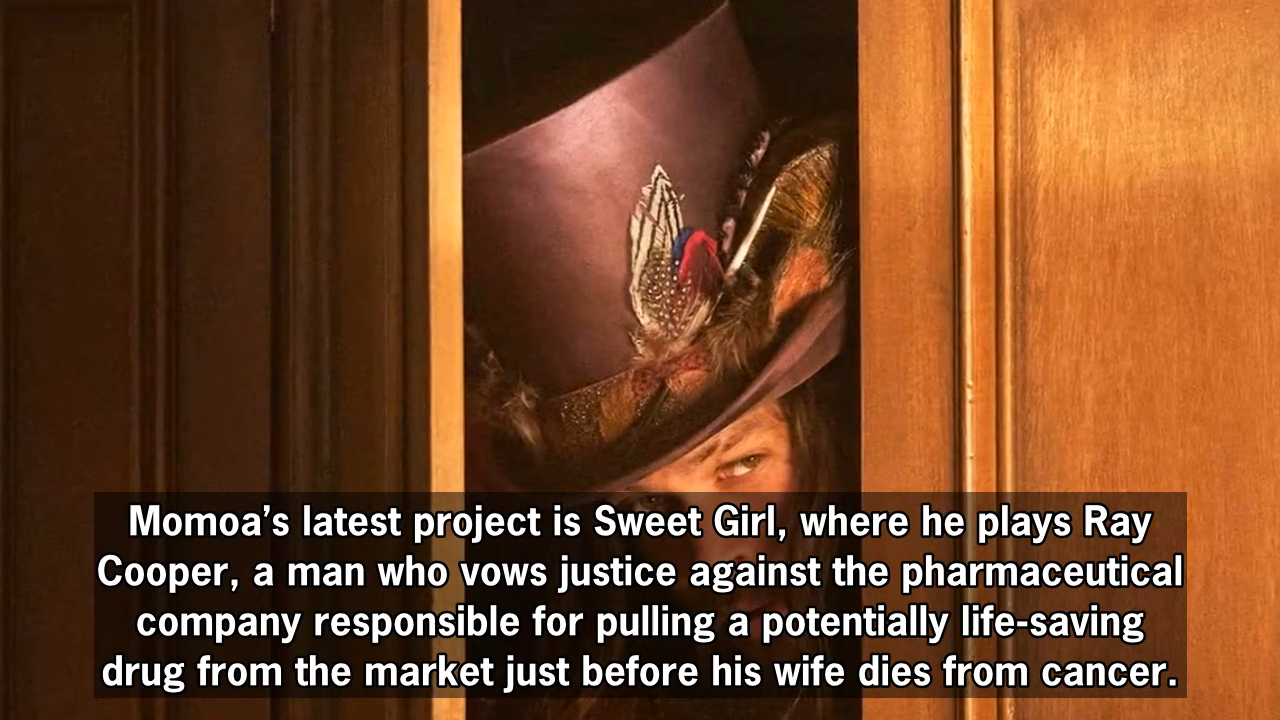 Momoa’s latest project is Sweet Girl, where he plays Ray
Cooper, a man who vows justice against the pharmaceutical
company responsible for pulling a potentially life-saving
drug from the market just before his wife dies from cancer.